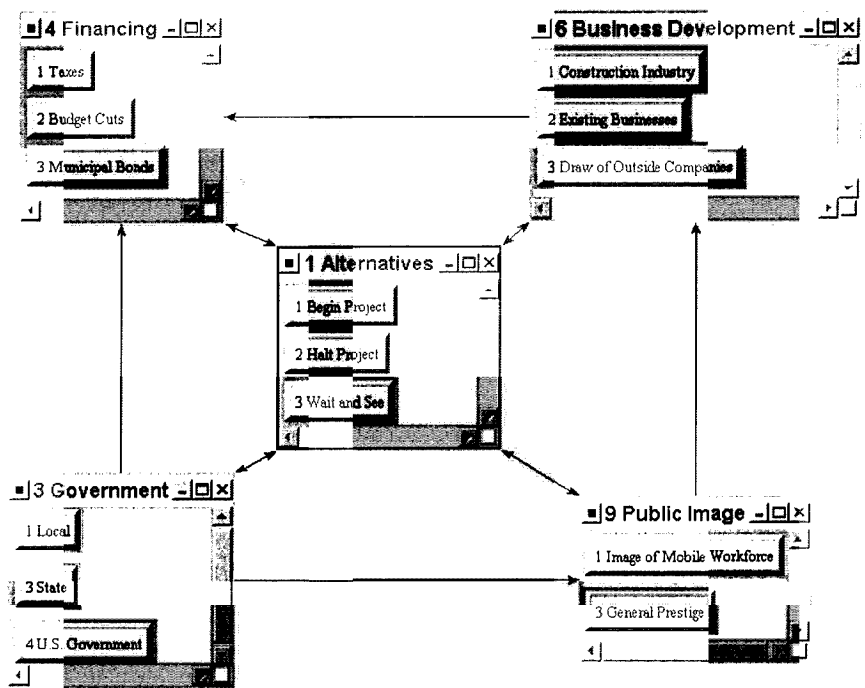 4 Financing
1 Taxes
2 Budget Cuts
3 Municipal Bonds
6 Business Development
1 Construction Industry
2 Existing Businesses
3 Draw of Outside Companies
1 Alternatives
1 Begin Project
2 Halt Project
3 Wait and See
3 Government
1 Local
3 State
4 U.S. Government
9 Public Image
1 Image of Mobile Workforce
3 General Prestige